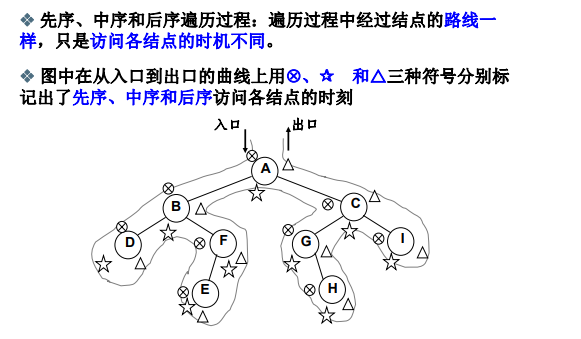 ❖ 先序、中序和后序遍历过程：遍历过程中经过结点的路线一
样，只是访问各结点的时机不同。
❖ 图中在从入口到出口的曲线上用⊗、☆ 和△三种符号分别标
记出了先序、中序和后序访问各结点的时刻
入口 出口
A
B C
D F G I
E H